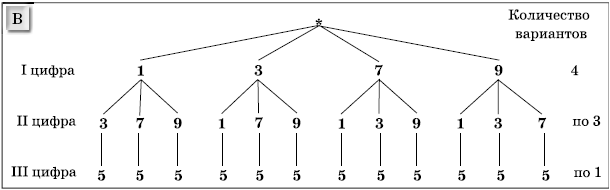 В
*
Количество
вариантов
I цифра 1 3 7 9 4
II цифра 3 7 9 1 7 9 1 3 9 1 3 7 по 3
III цифра 5 5 5 5 5 5 5 5 5 5 5 5 по 1